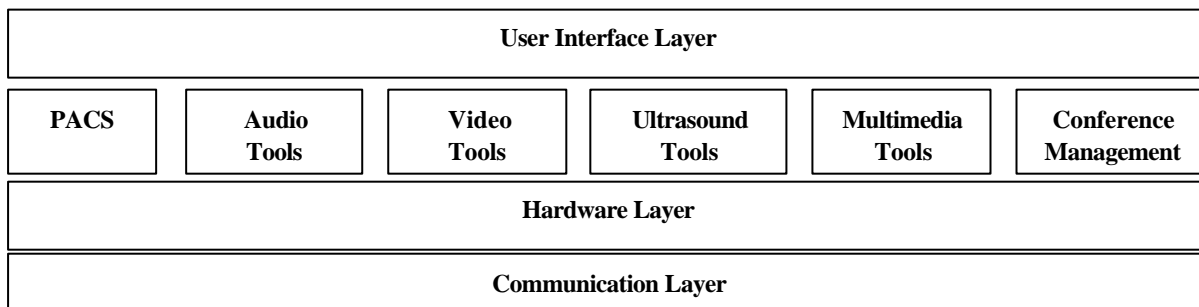 User Interface Layer
PACS
Audio
Tools
Video
Tools
Ultrasound
Tools
Multimedia
Tools
Conference
Management
Hardware Layer
Communication Layer